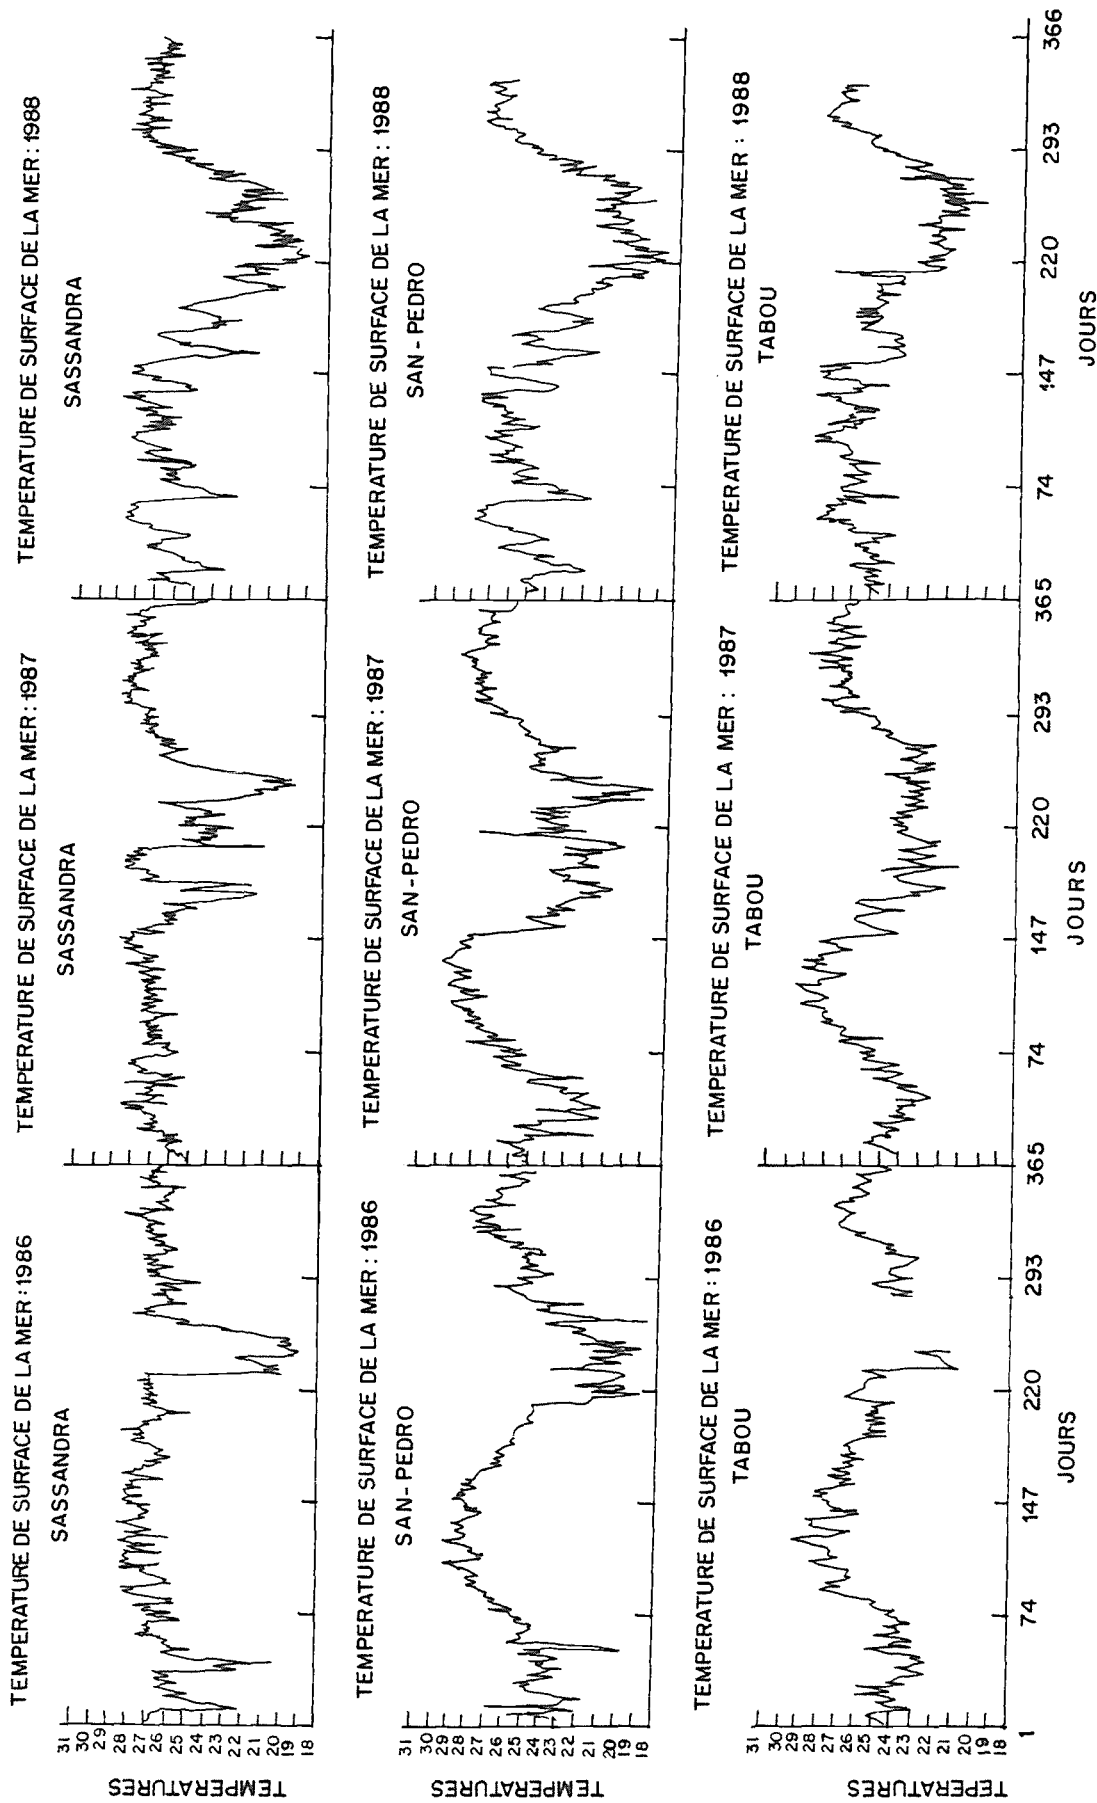 TEMPERATURE DE SURFACE DE LA MER:1986
SASSANDRA
TEMPERATURE DE SURFACE DE LA MER:1987
SASSANDRA
TEMPERATURE DE SURFACE DE LA MER:1988
SASSANDRA
31
30
29
28
27
26
25
24
23
22
21
20
19
18
TEMPERATURES
TEMPERATURE DE SURFACE DE LA MER:1986
SAN-PEDRO
TEMPERATURE DE SURFACE DE LA MER:1987
SAN-PEDRO
TEMPERATURE DE SURFACE DE LA MER:1988
SAN-PEDRO
31
30
29
28
27
26
25
24
23
22
21
20
19
18
TEMPERATURES
TEMPERATURE DE SURFACE DE LA MER:1986
TABOU
TEMPERATURE DE SURFACE DE LA MER: 1987
TABOU
TEMPERATURE DE SURFACE DE LA MER: 1988
TABOU
31
30
29
28
27
26
25
24
23
22
21
20
19
18
TEPERATURES
1 74 147 220 293 365 74 147 220 293 365 74 147 220 293 366
JOURS JOURS JOURS